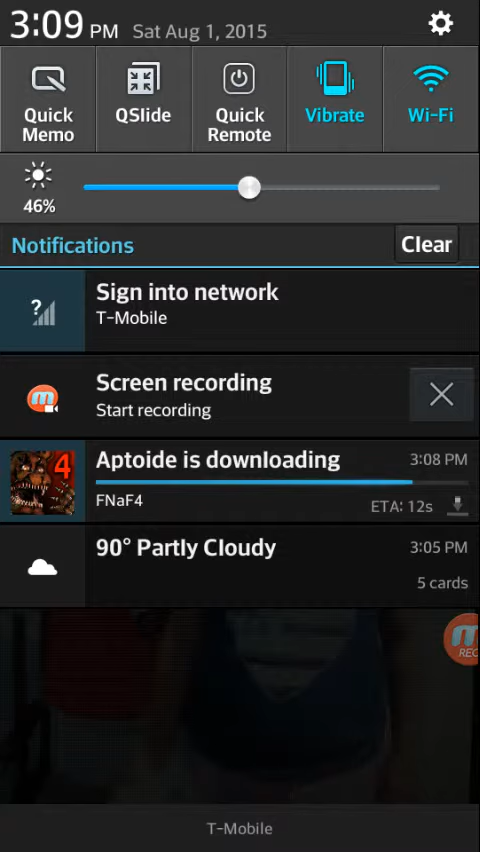 3:09 PM Sat Aug 1, 2015
Quick Memo
QSlide
Quick Remote
Vibrate
Wi-Fi
46%
Notifications
Clear
?
Sign into network
T-Mobile
m
Screen recording
Start recording
4
Aptoide is downloading
3:08 PM
FNaF4
ETA: 12s
90° Partly Cloudy
3:05 PM
5 cards
m
REC
T-Mobile